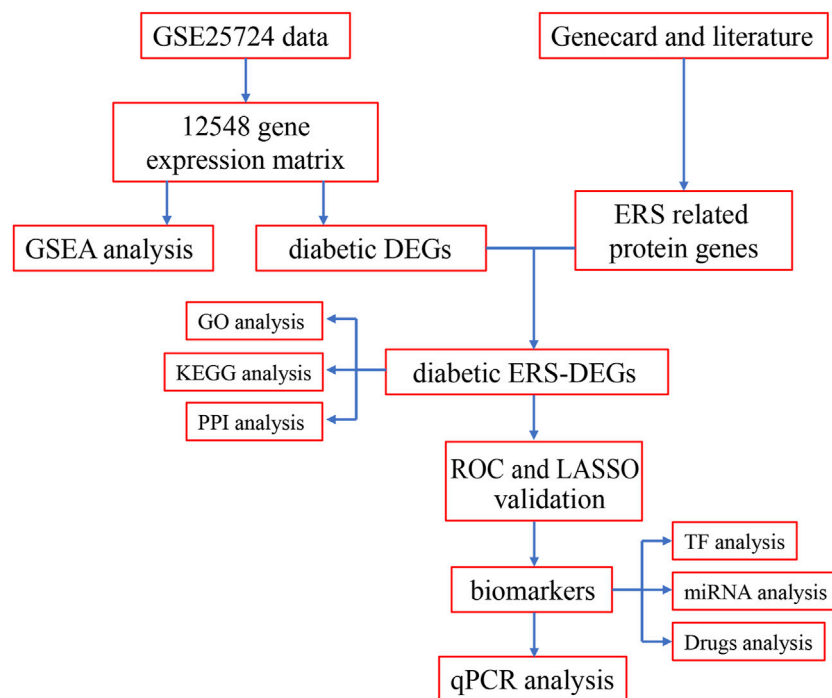 GSE25724 data
Genecard and literature
12548 gene
expression matrix
ERS related
protein genes
GSEA analysis
diabetic DEGs
GO analysis
KEGG analysis
PPI analysis
diabetic ERS-DEGs
ROC and LASSO
validation
biomarkers
TF analysis
miRNA analysis
Drugs analysis
qPCR analysis